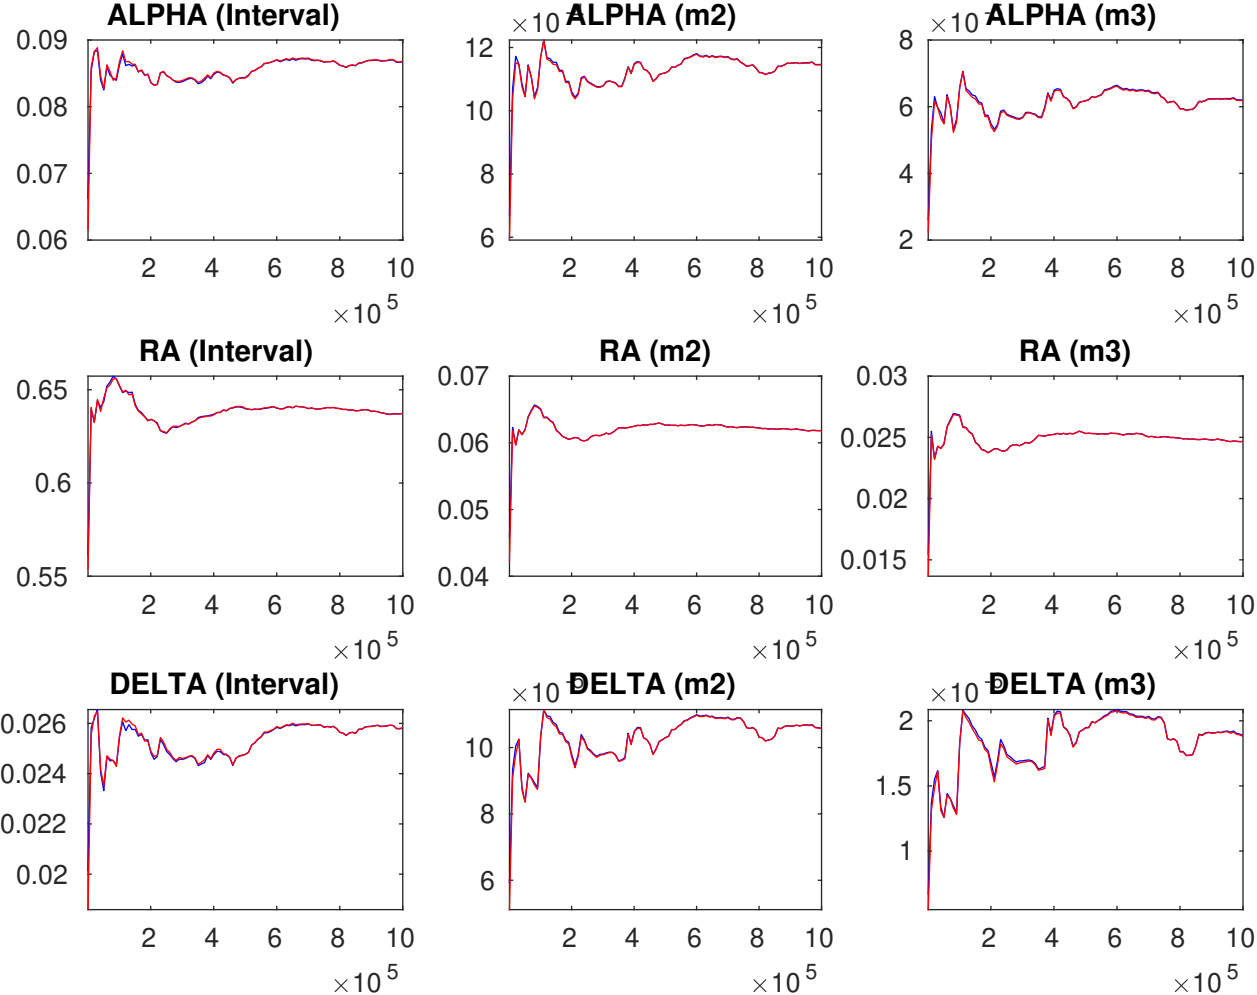 ALPHA (Interval)
0.09
0.08
0.07
0.06
2 4 6 8 10
×10 5
×10
ALPHA (m2)
12
10
8
6
2 4 6 8 10
×10 5
×10
ALPHA (m3)
8
6
4
2
2 4 6 8 10
×10 5
RA (Interval)
0.65
0.6
0.55
2 4 6 8 10
×10 5
RA (m2)
0.07
0.06
0.05
0.04
2 4 6 8 10
×10 5
RA (m3)
0.03
0.025
0.02
0.015
2 4 6 8 10
×10 5
DELTA (Interval)
0.026
0.024
0.022
0.02
2 4 6 8 10
×10 5
×10
DELTA (m2)
10
8
6
2 4 6 8 10
×10 5
×10
DELTA (m3)
2
1.5
1
2 4 6 8 10
×10 5